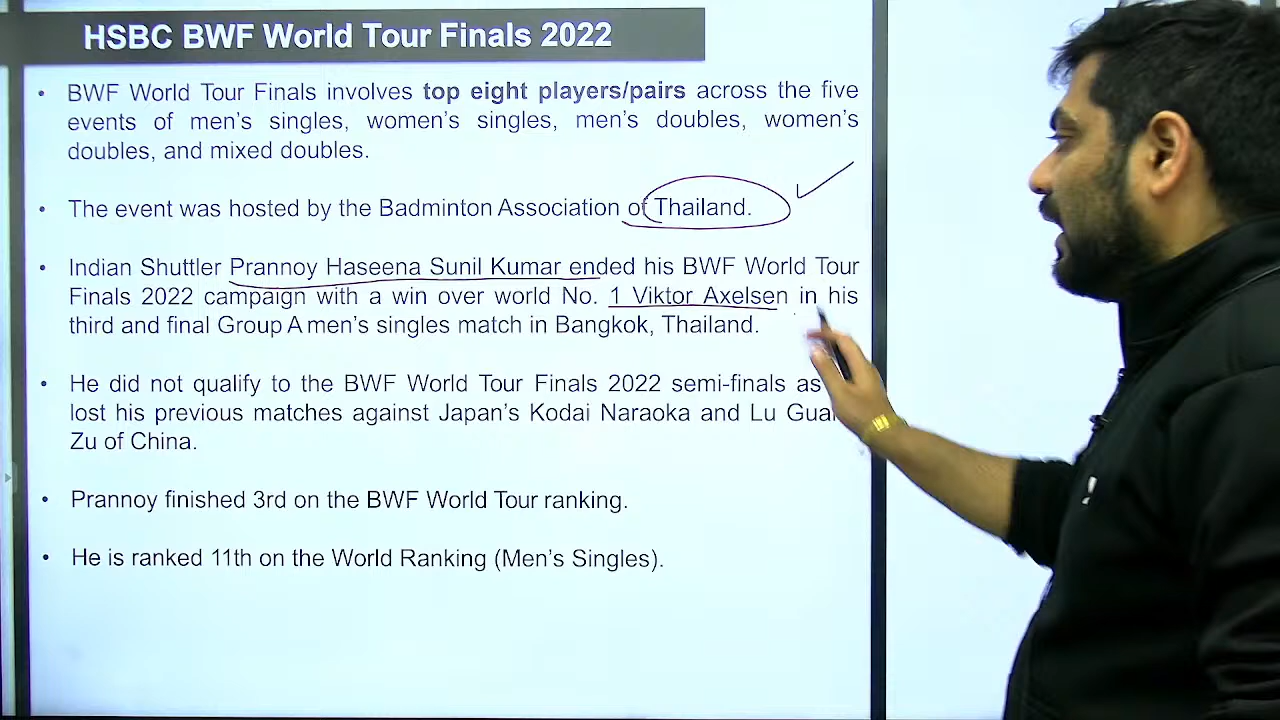 HSBC BWF World Tour Finals 2022
• BWF World Tour Finals involves top eight players/pairs across the five
events of men's singles, women's singles, men's doubles, women's
doubles, and mixed doubles.
• The event was hosted by the Badminton Association of Thailand.
• Indian Shuttler Prannoy Haseena Sunil Kumar ended his BWF World Tour
Finals 2022 campaign with a win over world No. 1 Viktor Axelsen in his
third and final Group A men's singles match in Bangkok, Thailand.
• He did not qualify to the BWF World Tour Finals 2022 semi-finals as
lost his previous matches against Japan's Kodai Naraoka and Lu
Zu of China.
• Prannoy finished 3rd on the BWF World Tour ranking.
• He is ranked 11th on the World Ranking (Men's Singles).